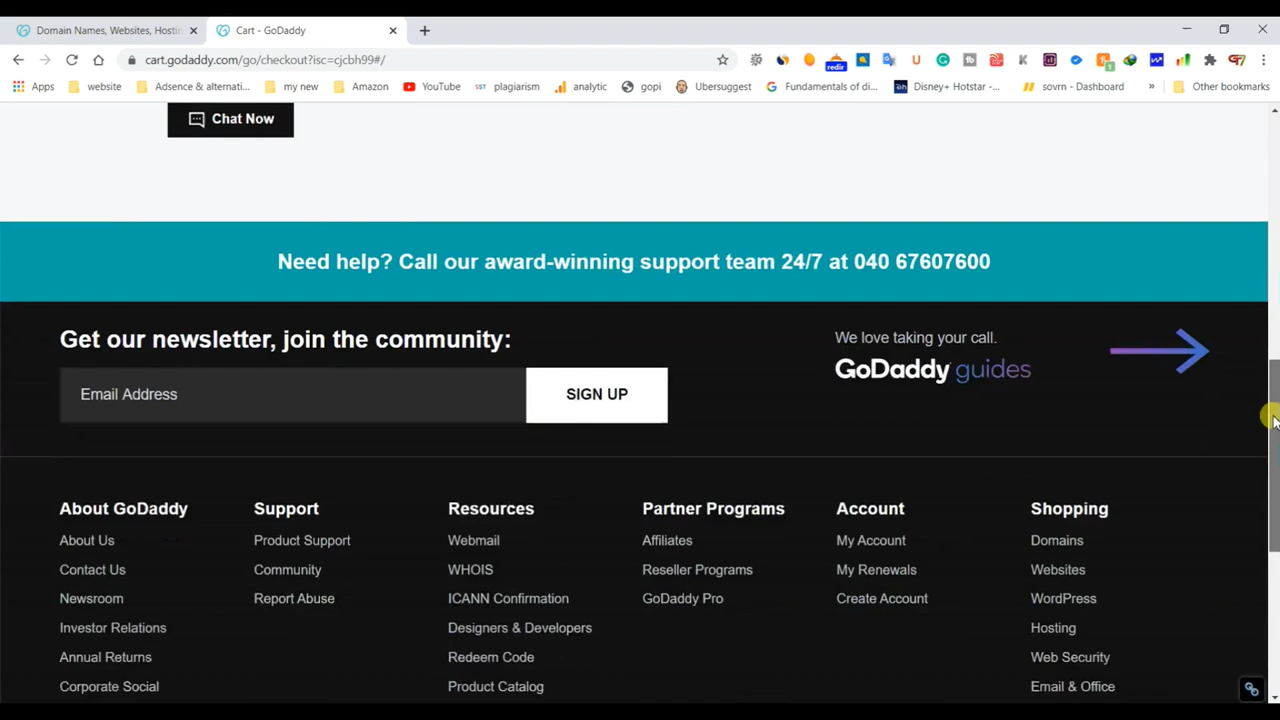 Domain Names, Websites, Hostin
Cart - GoDaddy
cart.godaddy.com/go/checkout?isc=cjcbh99#/
redir
1
Apps
website
Adsence & alternati...
my new
Amazon
YouTube
SST
plagiarism
analytic
gopi
Ubersuggest
Fundamentals of di...
Disney+ Hotstar -...
sovrn - Dashboard
»
Other bookmarks
Chat Now
Need help? Call our award-winning support team 24/7 at 040 67607600
Get our newsletter, join the community:
Email Address
SIGN UP
We love taking your call.
GoDaddy guides
About GoDaddy
About Us
Contact Us
Newsroom
Investor Relations
Annual Returns
Corporate Social
Support
Product Support
Community
Report Abuse
Resources
Webmail
WHOIS
ICANN Confirmation
Designers & Developers
Redeem Code
Product Catalog
Partner Programs
Affiliates
Reseller Programs
GoDaddy Pro
Account
My Account
My Renewals
Create Account
Shopping
Domains
Websites
WordPress
Hosting
Web Security
Email & Office